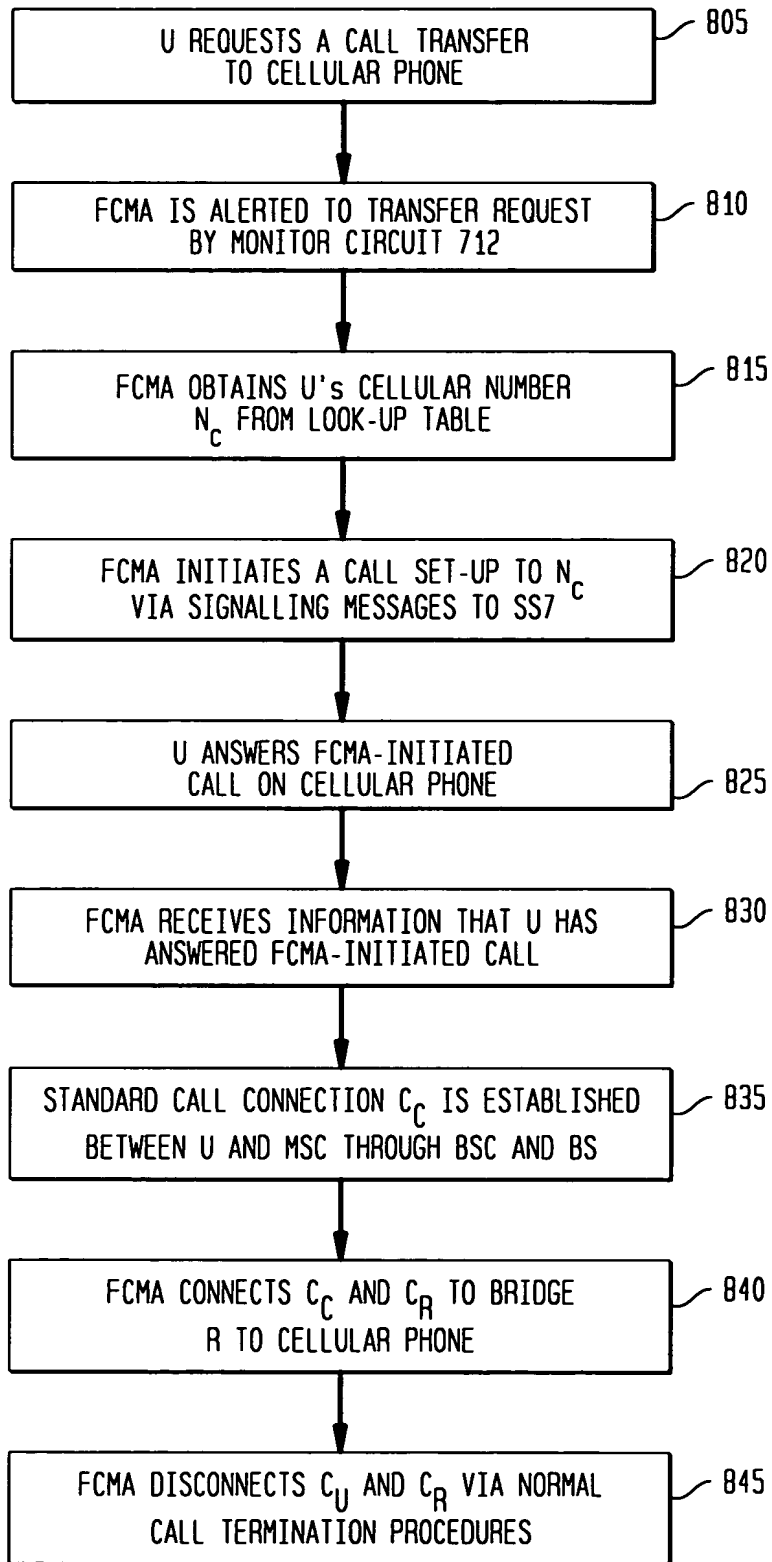 U REQUESTS A CALL TRANSFER
TO CELLULAR PHONE
805
FCMA IS ALERTED TO TRANSFER REQUEST
BY MONITOR CIRCUIT 712
810
FCMA OBTAINS U's CELLULAR NUMBER
N_C FROM LOOK-UP TABLE
815
FCMA INITIATES A CALL SET-UP TO N_C
VIA SIGNALLING MESSAGES TO SS7
820
U ANSWERS FCMA-INITIATED
CALL ON CELLULAR PHONE
825
FCMA RECEIVES INFORMATION THAT U HAS
ANSWERED FCMA-INITIATED CALL
830
STANDARD CALL CONNECTION C_C IS ESTABLISHED
BETWEEN U AND MSC THROUGH BSC AND BS
835
FCMA CONNECTS C_C AND C_R TO BRIDGE
R TO CELLULAR PHONE
840
FCMA DISCONNECTS C_U AND C_R VIA NORMAL
CALL TERMINATION PROCEDURES
845